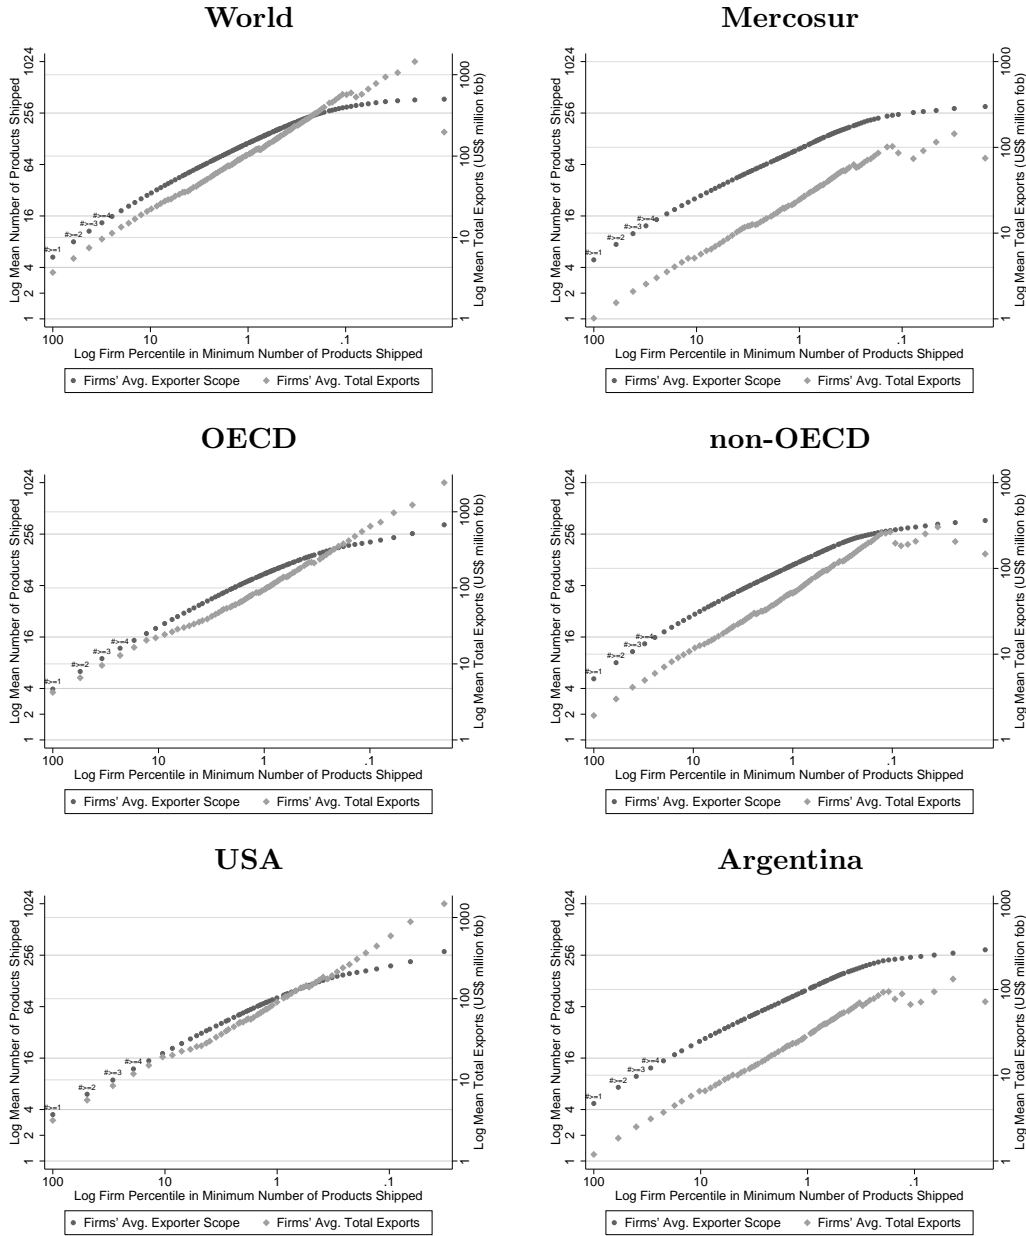 World
Log Mean Number of Products Shipped
1 2 4 16 64 256 1024
Log Mean Total Exports (US$ million fob)
1 10 100 1000
#>=1
#>=2
#>=3
#>=4
100 10 1 .1
Log Firm Percentile in Minimum Number of Products Shipped
Firms' Avg. Exporter Scope Firms' Avg. Total Exports
Mercosur
Log Mean Number of Products Shipped
1 2 4 16 64 256 1024
Log Mean Total Exports (US$ million fob)
1 10 100 1000
#>=1
#>=2
#>=3
#>=4
100 10 1 .1
Log Firm Percentile in Minimum Number of Products Shipped
Firms' Avg. Exporter Scope Firms' Avg. Total Exports
OECD
Log Mean Number of Products Shipped
1 2 4 16 64 256 1024
Log Mean Total Exports (US$ million fob)
1 10 100 1000
#>=1
#>=2
#>=3
#>=4
100 10 1 .1
Log Firm Percentile in Minimum Number of Products Shipped
Firms' Avg. Exporter Scope Firms' Avg. Total Exports
non-OECD
Log Mean Number of Products Shipped
1 2 4 16 64 256 1024
Log Mean Total Exports (US$ million fob)
1 10 100 1000
#>=1
#>=2
#>=3
#>=4
100 10 1 .1
Log Firm Percentile in Minimum Number of Products Shipped
Firms' Avg. Exporter Scope Firms' Avg. Total Exports
USA
Log Mean Number of Products Shipped
1 2 4 16 64 256 1024
Log Mean Total Exports (US$ million fob)
1 10 100 1000
#>=1
#>=2
#>=3
#>=4
100 10 1 .1
Log Firm Percentile in Minimum Number of Products Shipped
Firms' Avg. Exporter Scope Firms' Avg. Total Exports
Argentina
Log Mean Number of Products Shipped
1 2 4 16 64 256 1024
Log Mean Total Exports (US$ million fob)
1 10 100 1000
#>=1
#>=2
#>=3
#>=4
100 10 1 .1
Log Firm Percentile in Minimum Number of Products Shipped
Firms' Avg. Exporter Scope Firms' Avg. Total Exports